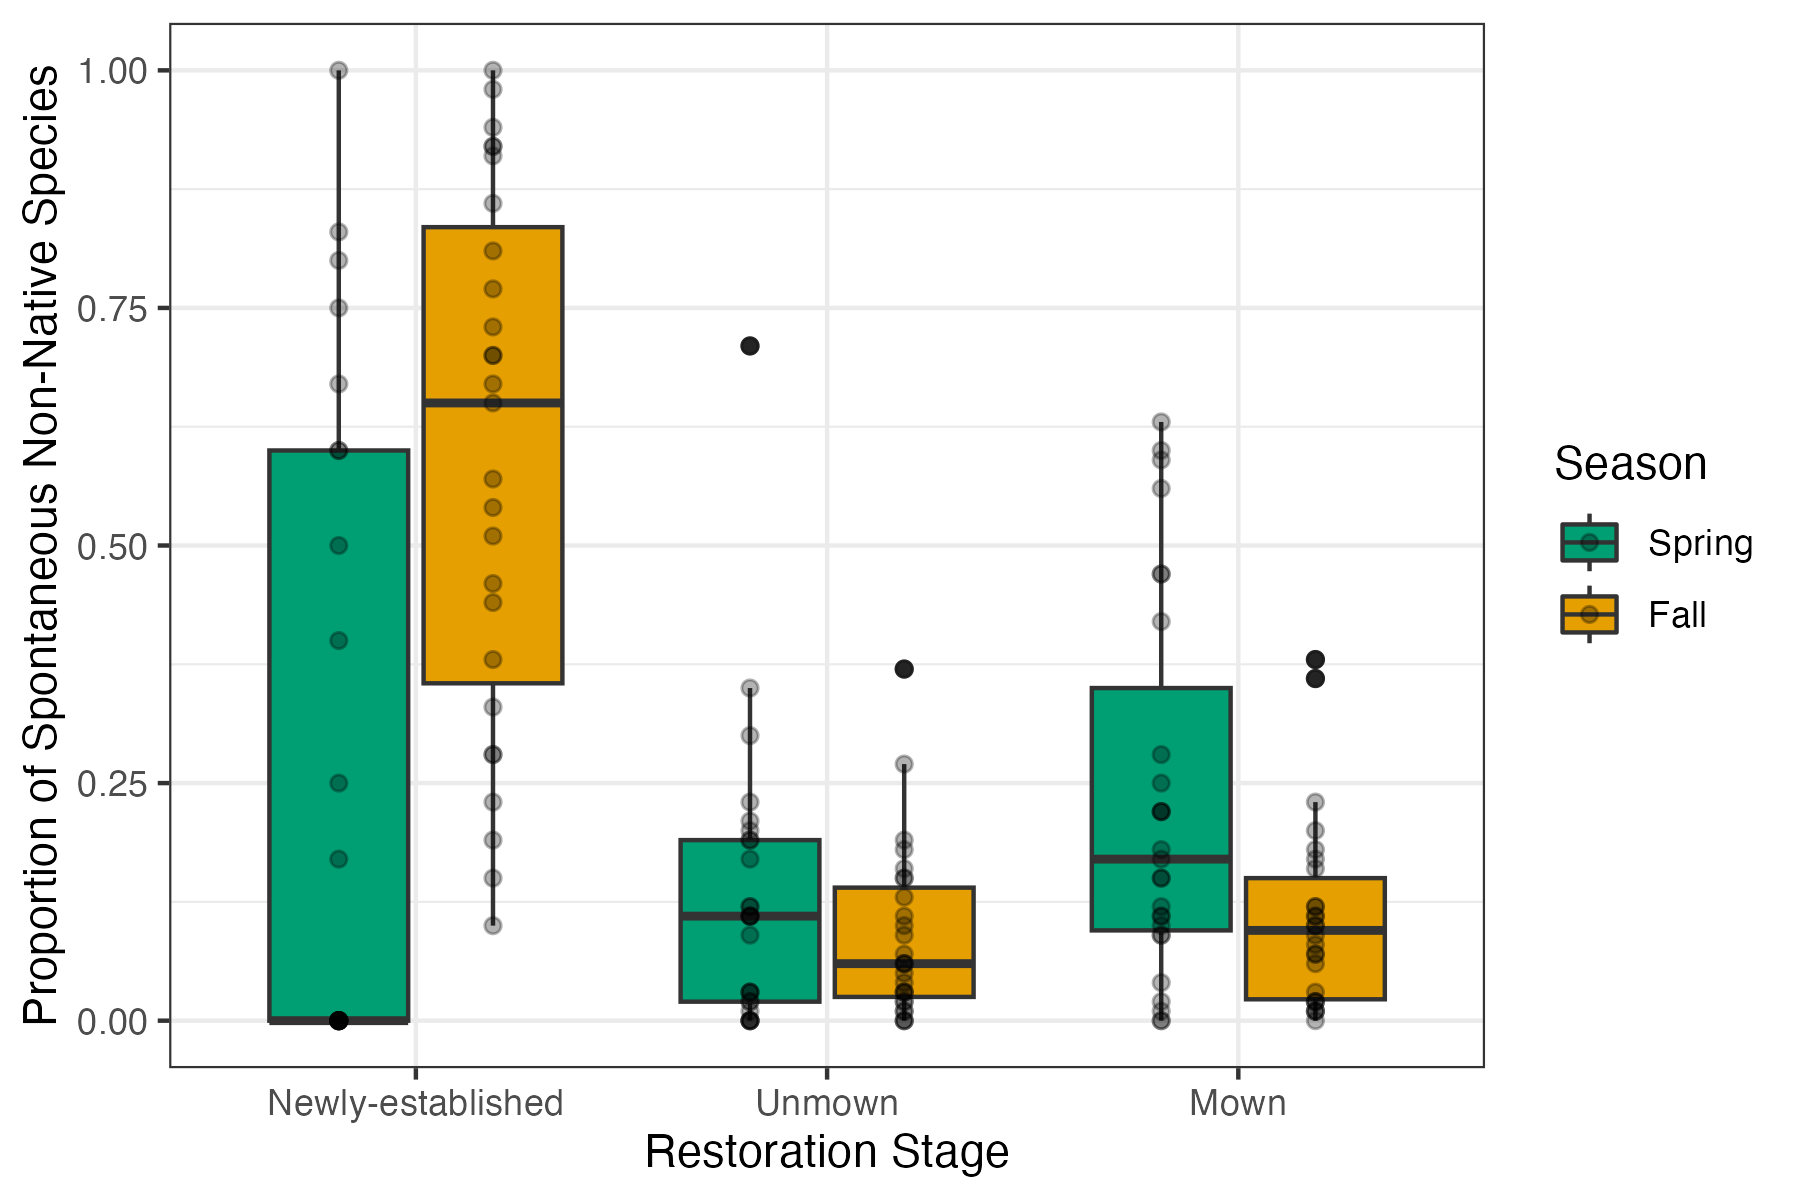 Proportion of Spontaneous Non-Native Species
1.00
0.75
0.50
0.25
0.00
Newly-established
Unmown
Mown
Restoration Stage
Season
Spring
Fall